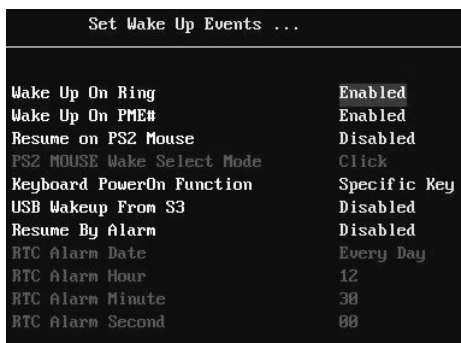 Set Wake Up Events ...
Wake Up On Ring Enabled
Wake Up On PME# Enabled
Resume on PS2 Mouse Disabled
PS2 MOUSE Wake Select Mode Click
Keyboard PowerOn Function Specific Key
USB Wakeup From S3 Disabled
Resume By Alarm Disabled
RTC Alarm Date Every Day
RTC Alarm Hour 12
RTC Alarm Minute 30
RTC Alarm Second 00